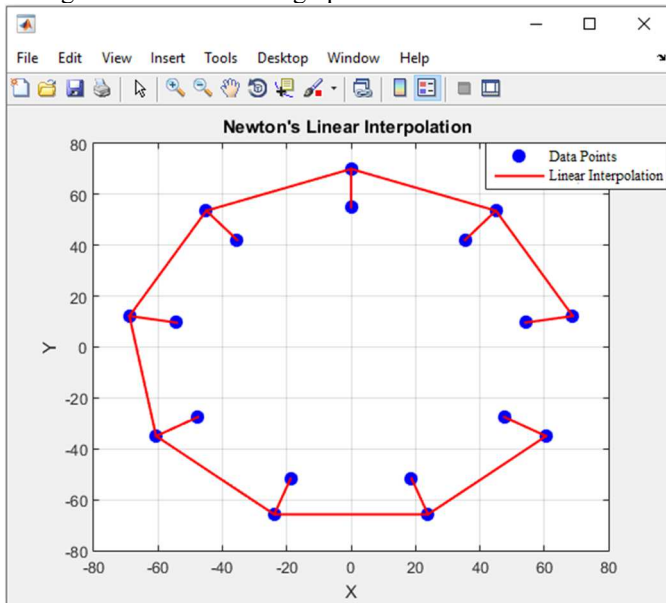 File Edit View Insert Tools Desktop Window Help
Newton's Linear Interpolation
Data Points
Linear Interpolation
80
60
40
20
0
-20
-40
-60
-80
Y
-80 -60 -40 -20 0 20 40 60 80
X